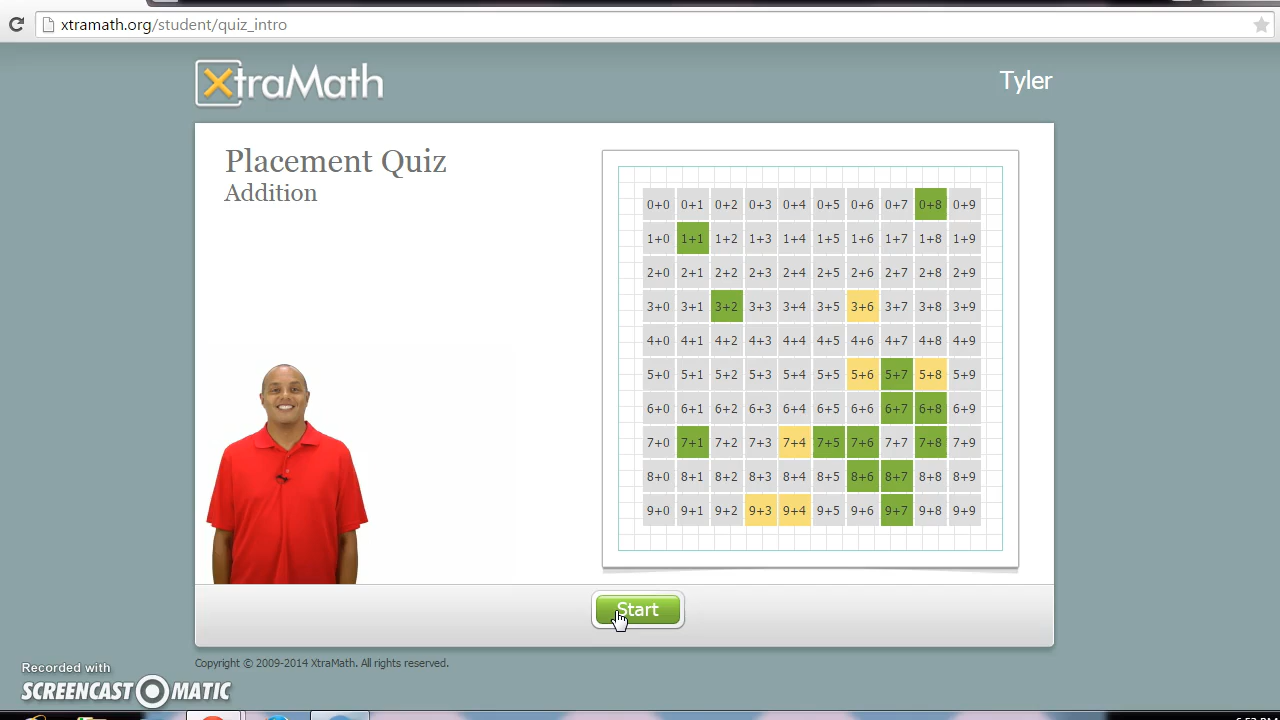 xtramath.org/student/quiz_intro
XtraMath
Tyler
Placement Quiz
Addition
0+0 0+1 0+2 0+3 0+4 0+5 0+6 0+7 0+8 0+9
1+0 1+1 1+2 1+3 1+4 1+5 1+6 1+7 1+8 1+9
2+0 2+1 2+2 2+3 2+4 2+5 2+6 2+7 2+8 2+9
3+0 3+1 3+2 3+3 3+4 3+5 3+6 3+7 3+8 3+9
4+0 4+1 4+2 4+3 4+4 4+5 4+6 4+7 4+8 4+9
5+0 5+1 5+2 5+3 5+4 5+5 5+6 5+7 5+8 5+9
6+0 6+1 6+2 6+3 6+4 6+5 6+6 6+7 6+8 6+9
7+0 7+1 7+2 7+3 7+4 7+5 7+6 7+7 7+8 7+9
8+0 8+1 8+2 8+3 8+4 8+5 8+6 8+7 8+8 8+9
9+0 9+1 9+2 9+3 9+4 9+5 9+6 9+7 9+8 9+9
Start
Copyright © 2009-2014 XtraMath. All rights reserved.
Recorded with
SCREENCAST MATIC